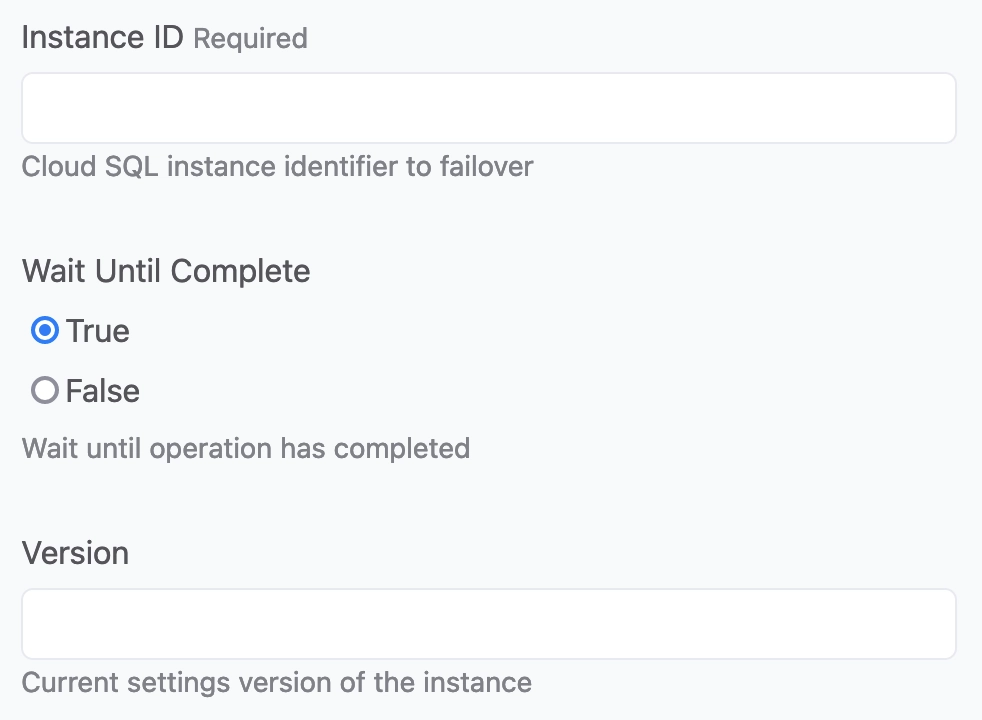 Instance ID Required
Cloud SQL instance identifier to failover
Wait Until Complete
True
False
Wait until operation has completed
Version
Current settings version of the instance